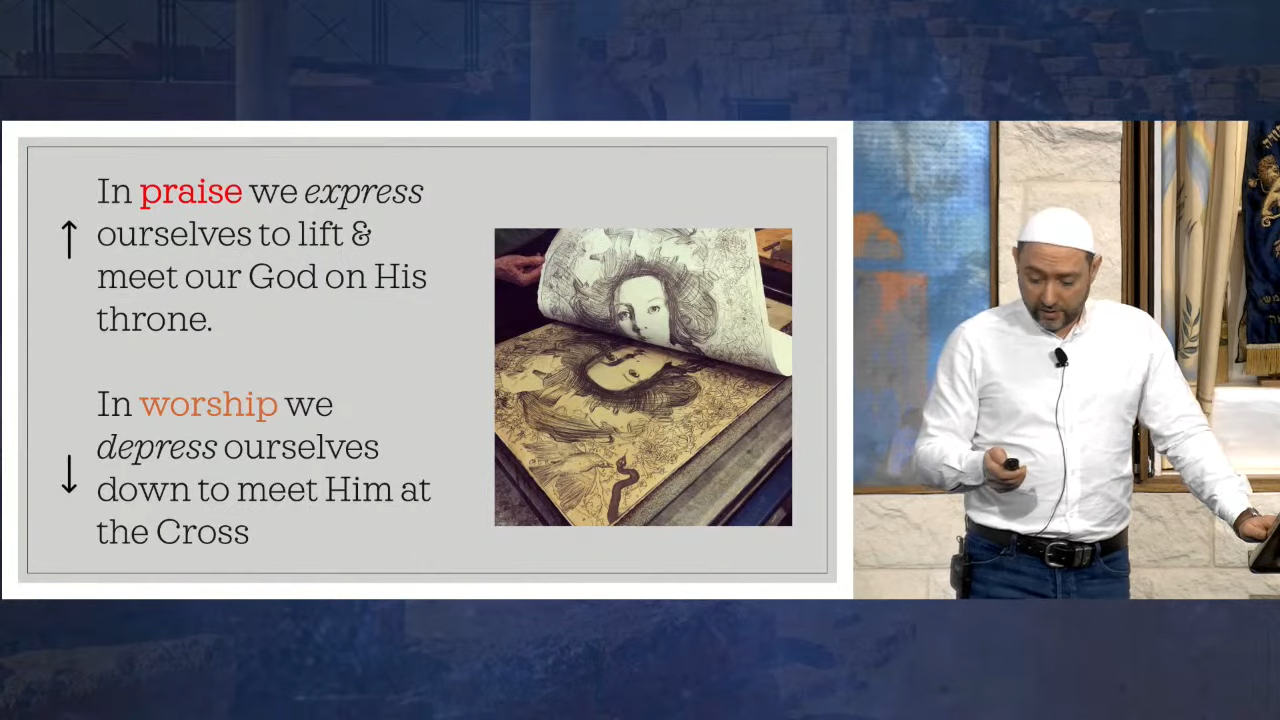 In praise we express
ourselves to lift &
meet our God on His
throne.
In worship we
depress ourselves
down to meet Him at
the Cross